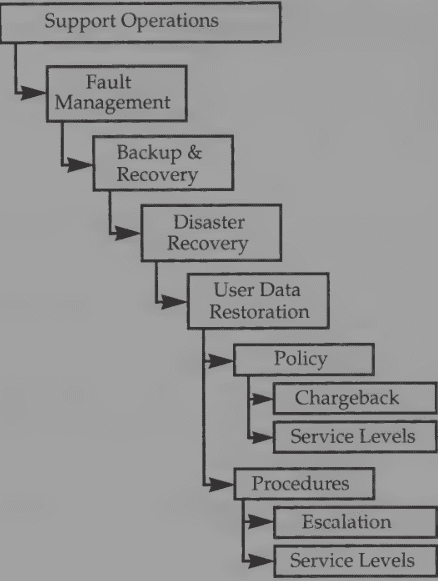 Support Operations
Fault
Management
Backup &
Recovery
Disaster
Recovery
User Data
Restoration
Policy
Chargeback
Service Levels
Procedures
Escalation
Service Levels